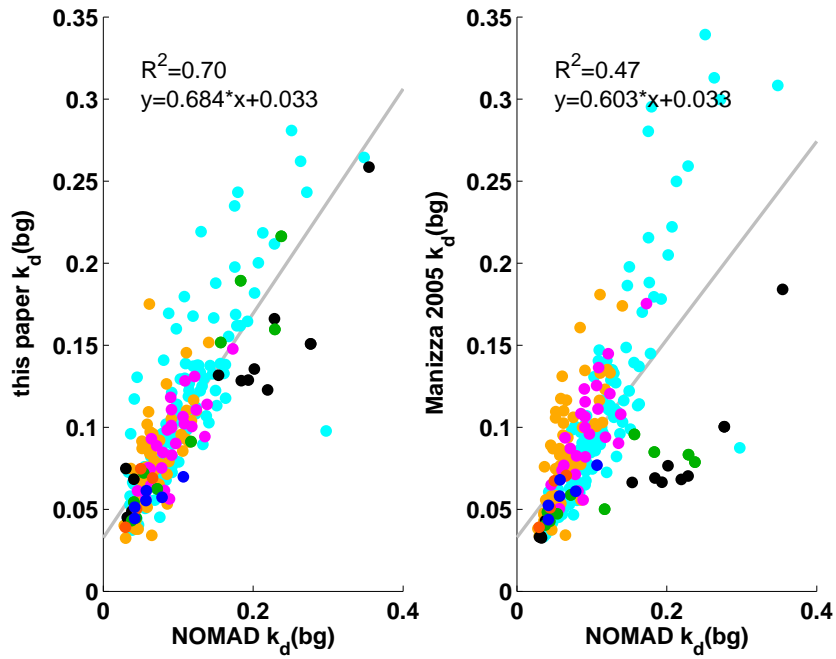 R²=0.70
y=0.684*x+0.033
0.35
0.3
0.25
0.2
0.15
0.1
0.05
0
0
0.2
0.4
this paper k_d(bg)
NOMAD k_d(bg)
R²=0.47
y=0.603*x+0.033
0.35
0.3
0.25
0.2
0.15
0.1
0.05
0
0
0.2
0.4
Manizza 2005 k_d(bg)
NOMAD k_d(bg)